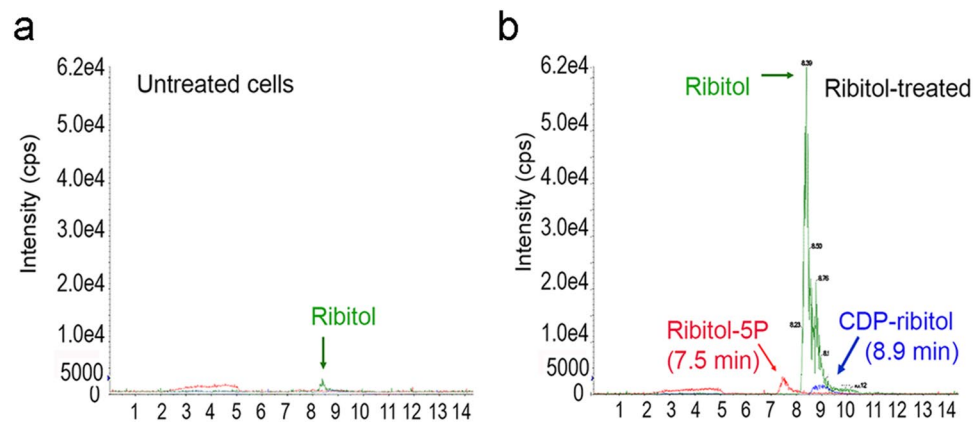 a
6.2e4
5.0e4
4.0e4
3.0e4
2.0e4
1.0e4
5000
0
Intensity (cps)
Untreated cells
Ribitol
1 2 3 4 5 6 7 8 9 10 11 12 13 14
b
6.2e4
5.0e4
4.0e4
3.0e4
2.0e4
1.0e4
5000
0
Intensity (cps)
Ribitol
Ribitol-treated
8.39
8.50
8.76
8.23
Ribitol-5P
(7.5 min)
CDP-ribitol
(8.9 min)
1 2 3 4 5 6 7 8 9 10 11 12 13 14